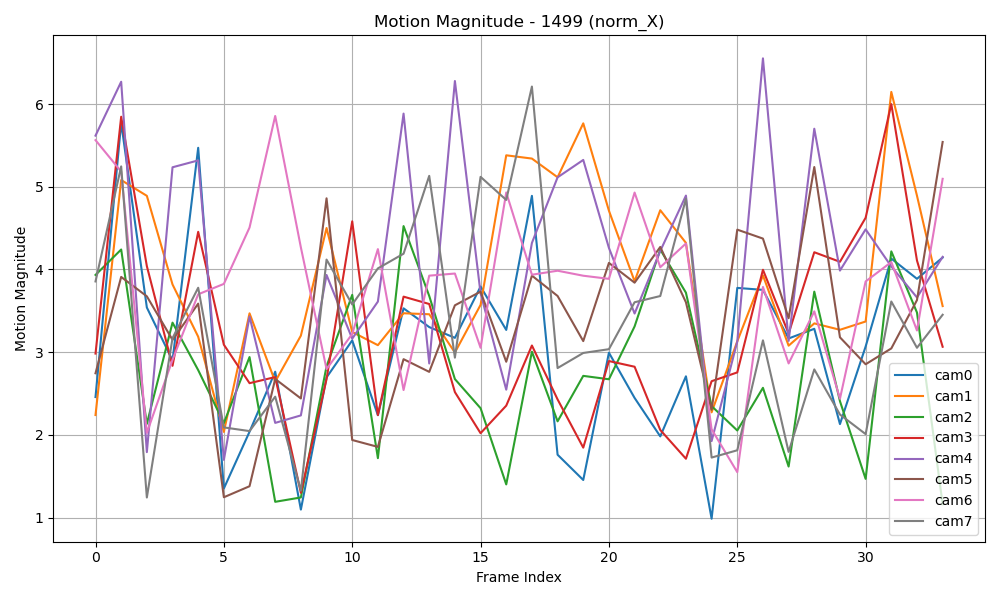 Motion Magnitude - 1499 (norm_X)
Motion Magnitude
6
5
4
3
2
1
0
5
10
15
20
25
30
Frame Index
cam0
cam1
cam2
cam3
cam4
cam5
cam6
cam7